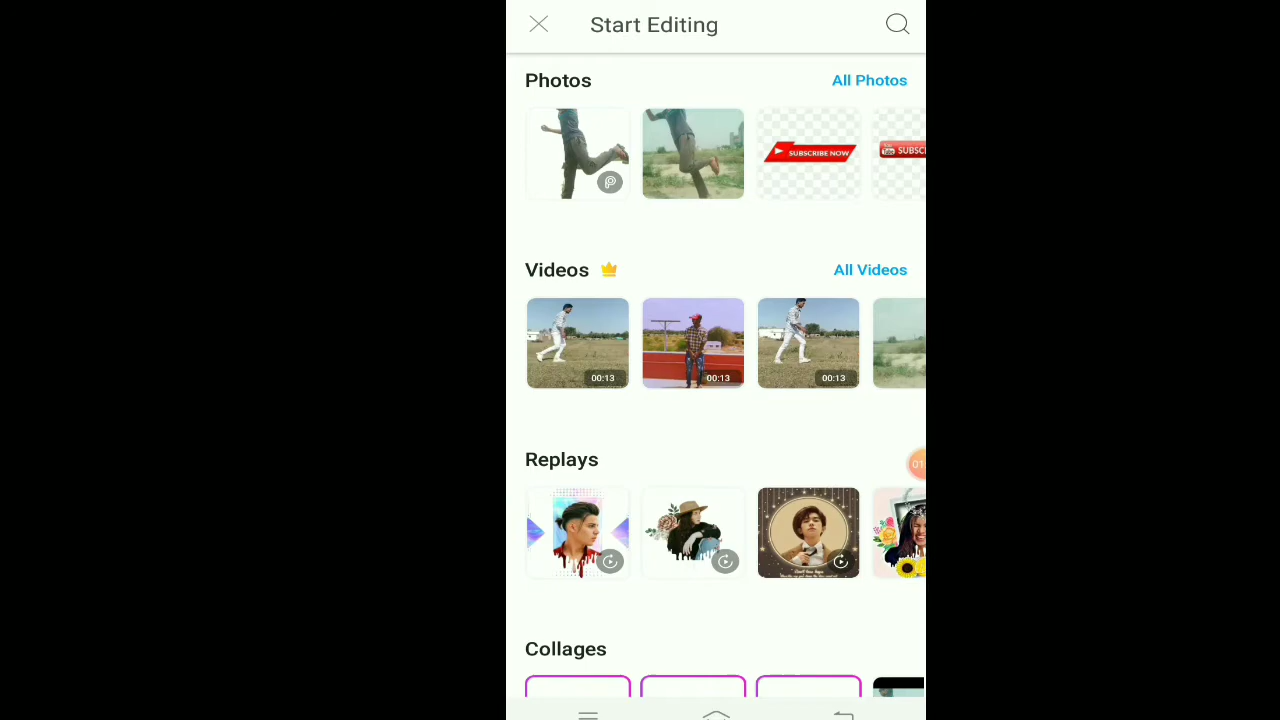 Start Editing
Photos
All Photos
SUBSCRIBE NOW
Videos
All Videos
00:13
00:13
00:13
Replays
Collages